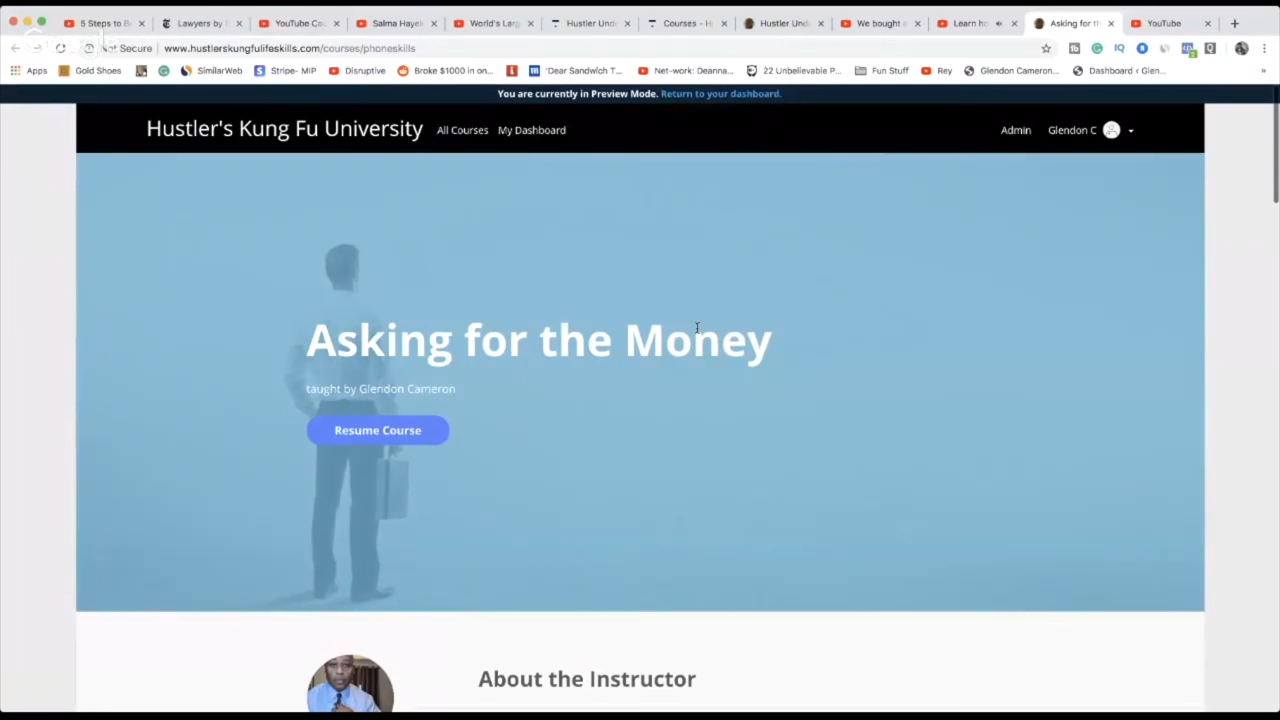 5 Steps to B
Lawyers by
YouTube Co
Salma Hayek
World's Larg
Hustler Und
Courses - H
Hustler Und
We bought a
Learn h
Asking for th
YouTube
Not Secure
www.hustlerskungfulifeskills.com/courses/phoneskills
Apps
Gold Shoes
SimilarWeb
Stripe- MIP
Disruptive
Broke $1000 in on...
'Dear Sandwich T...
Net-work: Deanna...
22 Unbelievable P...
Fun Stuff
Rey
Glendon Cameron...
Dashboard ‹ Glen...
You are currently in Preview Mode. Return to your dashboard.
Hustler's Kung Fu University
All Courses
My Dashboard
Admin
Glendon C
Asking for the Money
taught by Glendon Cameron
Resume Course
About the Instructor